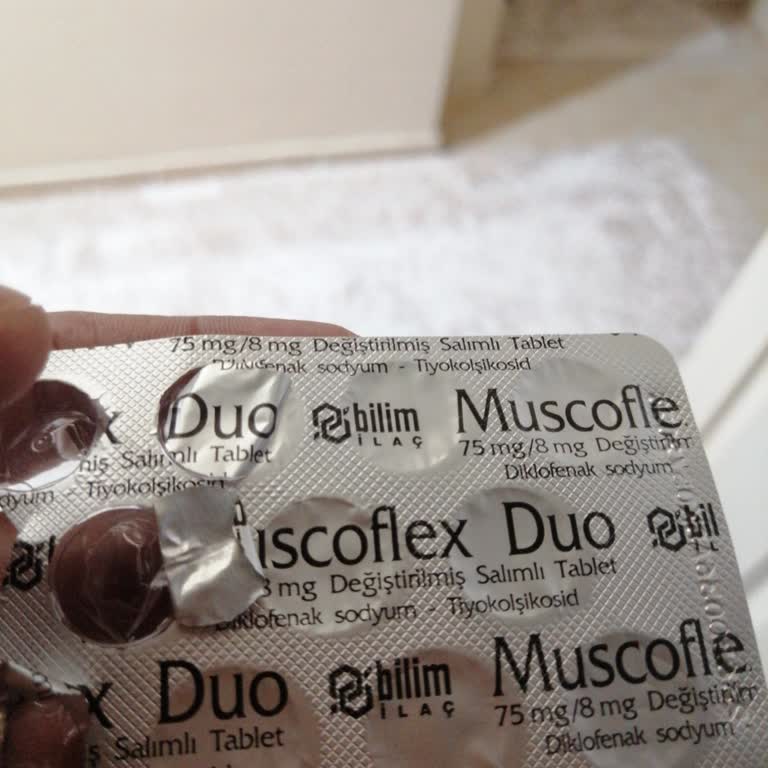 75 mg/8 mg Değiştirilmiş Salımlı Tablet
Diklofenak sodyum - Tiyokolşikosid
x Duo bilim İLAÇ Muscofle
miş Salımlı Tablet 75 mg/8 mg Değiştirilm
dyum - Tiyokolşikosid Diklofenak sodyum
uscoflex Duo bil
8 mg Değiştirilmiş Salımlı Tablet
Diklofenak sodyum - Tiyokolşikosid
x Duo bilim İLAÇ Muscofle
ş Salımlı Tablet 75 mg/8 mg Değiştirilm
Diklofenak sodyum